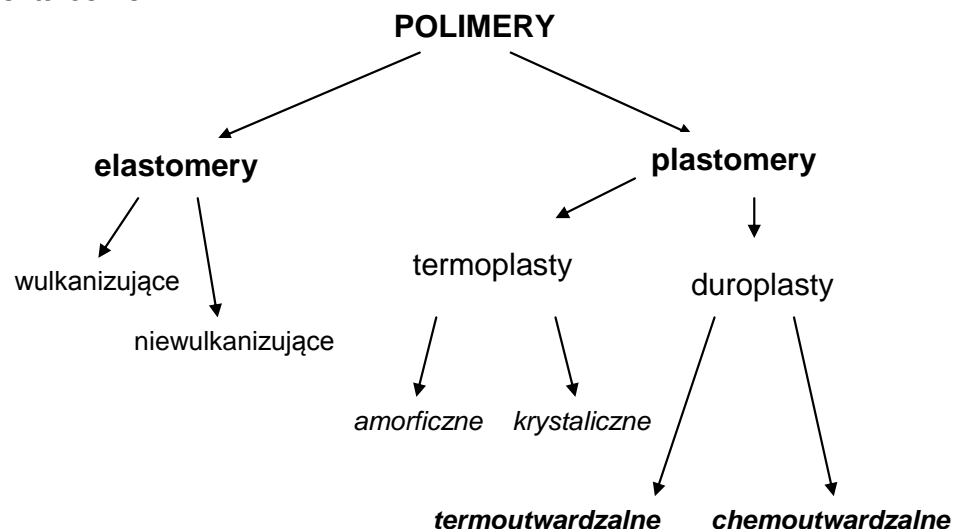 POLIMERY
elastomery
plastomery
termoplasty
duroplasty
wulkanizujące
niewulkanizujące
amorficzne krystaliczne
termoutwardzalne chemoutwardzalne